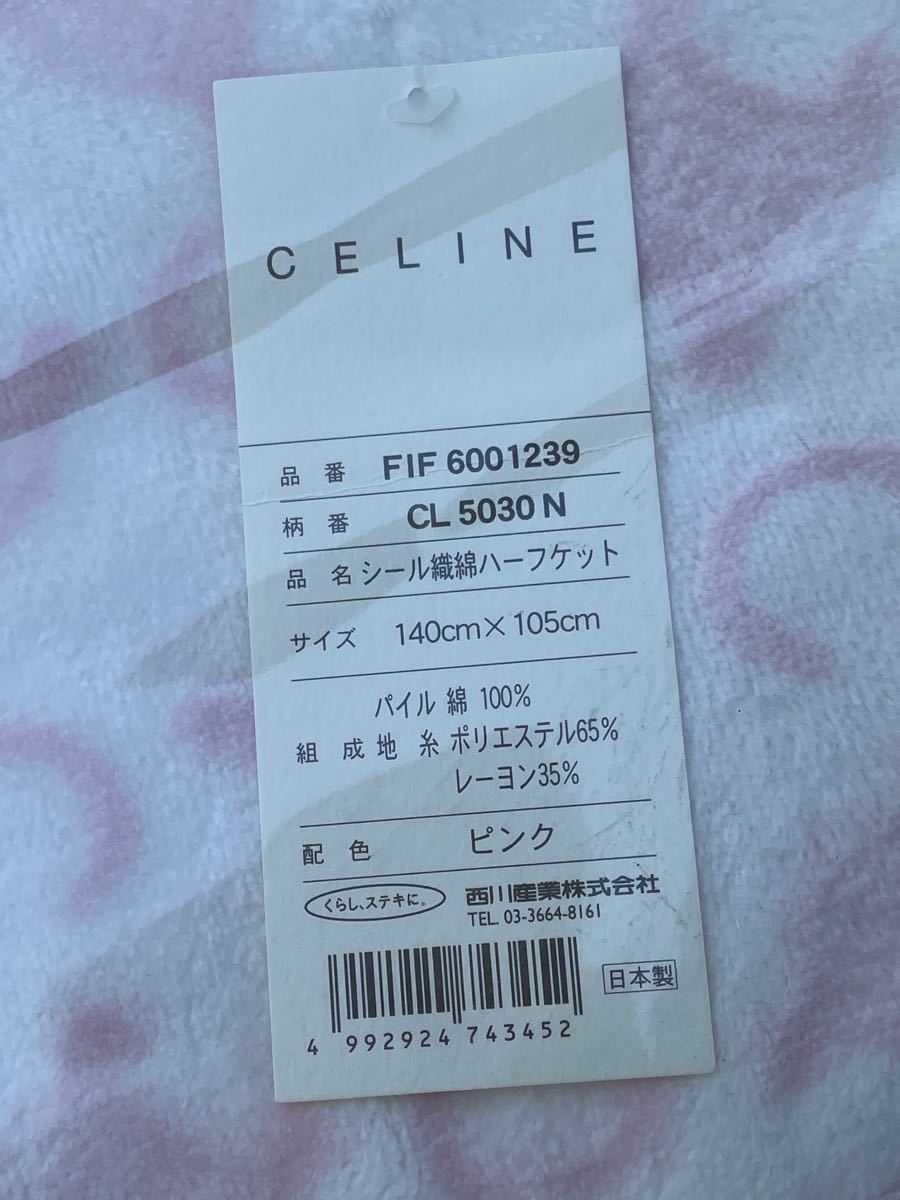 CELINE
品番 FIF 6001239
柄番 CL 5030 N
品名 シール織綿ハーフケット
サイズ 140cm×105cm
パイル 綿 100%
組成 地糸 ポリエステル65%
レーヨン35%
配色 ピンク
くらし、ステキに。 西川産業株式会社
TEL. 03-3664-8161
日本製
4 992924 743452